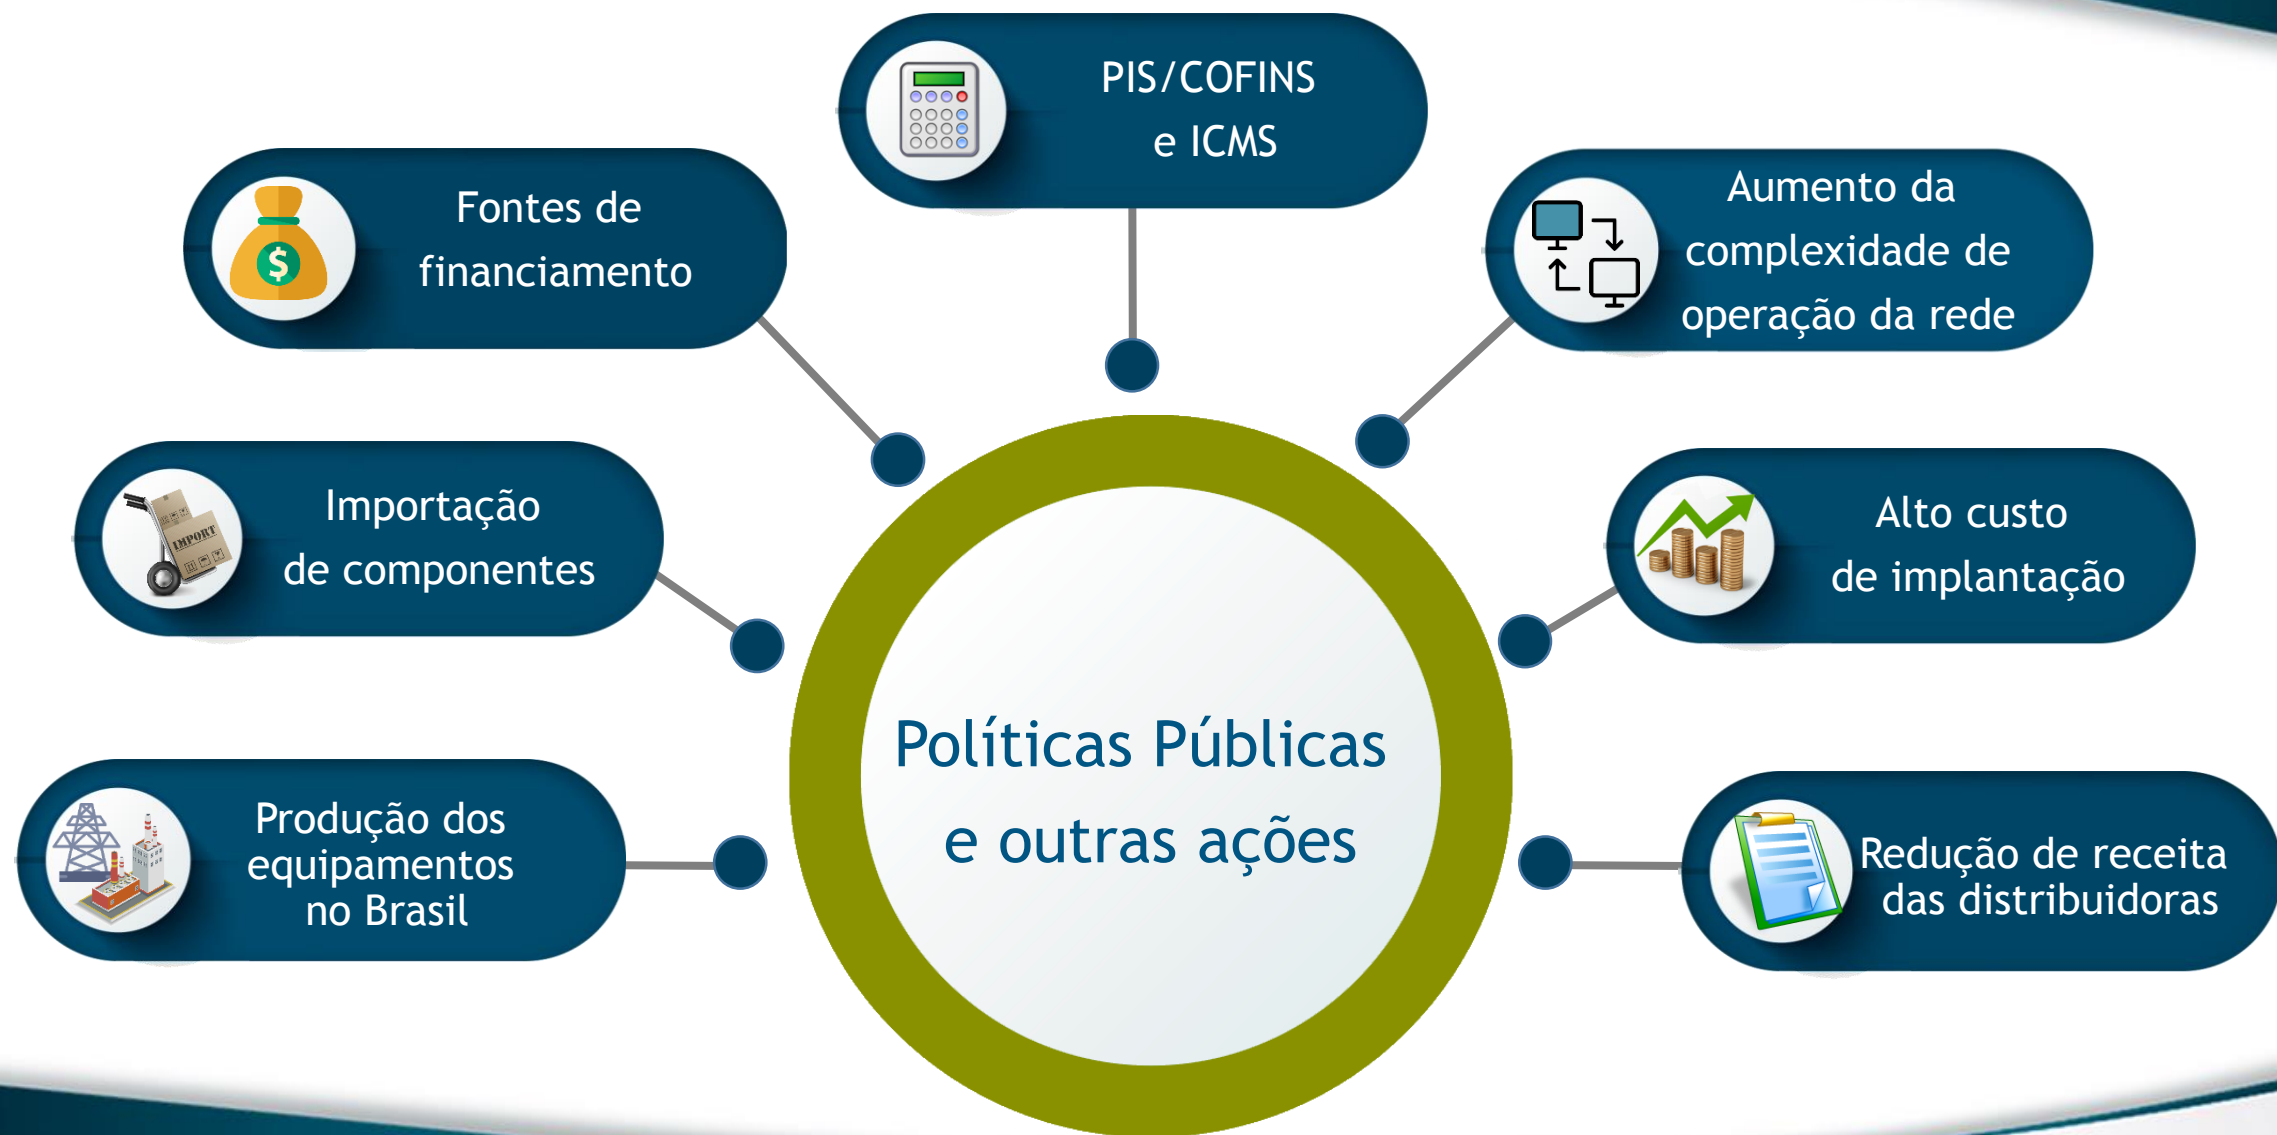 PIS/COFINS
e ICMS
Fontes de
financiamento
Aumento da
complexidade de
operação da rede
Importação
de componentes
IMPORT
Alto custo
de implantação
Políticas Públicas
e outras ações
Produção dos
equipamentos
no Brasil
Redução de receita
das distribuidoras
$